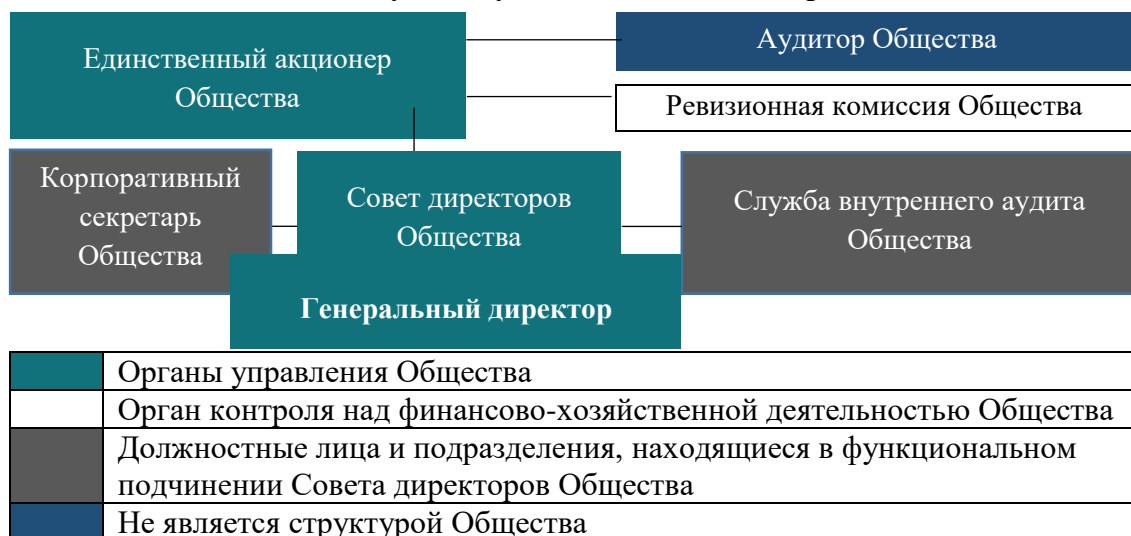 Единственный акционер
Общества
Аудитор Общества
Ревизионная комиссия Общества
Корпоративный
секретарь
Общества
Совет директоров
Общества
Служба внутреннего аудита
Общества
Генеральный директор
Органы управления Общества
Орган контроля над финансово-хозяйственной деятельностью Общества
Должностные лица и подразделения, находящиеся в функциональном
подчинении Совета директоров Общества
Не является структурой Общества